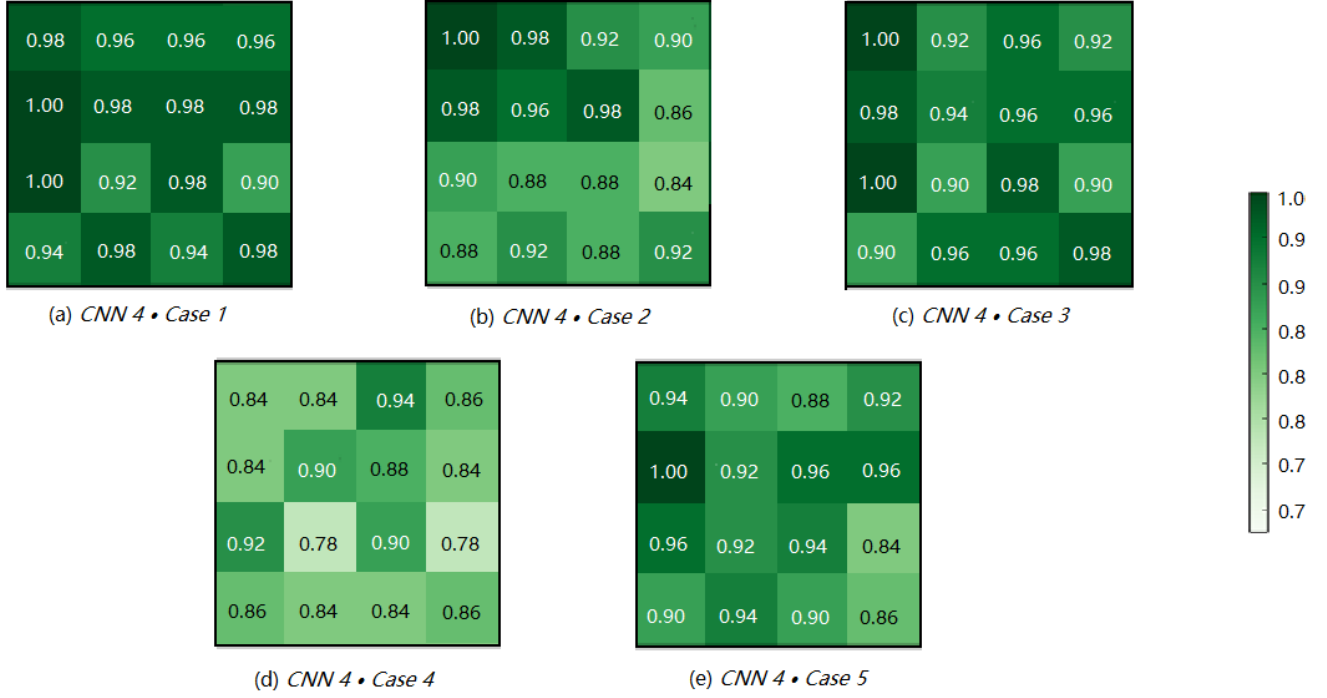 0.98 0.96 0.96 0.96
1.00 0.98 0.98 0.98
1.00 0.92 0.98 0.90
0.94 0.98 0.94 0.98
(a) CNN 4 • Case 1
1.00 0.98 0.92 0.90
0.98 0.96 0.98 0.86
0.90 0.88 0.88 0.84
0.88 0.92 0.88 0.92
(b) CNN 4 • Case 2
1.00 0.92 0.96 0.92
0.98 0.94 0.96 0.96
1.00 0.90 0.98 0.90
0.90 0.96 0.96 0.98
(c) CNN 4 • Case 3
0.84 0.84 0.94 0.86
0.84 0.90 0.88 0.84
0.92 0.78 0.90 0.78
0.86 0.84 0.84 0.86
(d) CNN 4 • Case 4
0.94 0.90 0.88 0.92
1.00 0.92 0.96 0.96
0.96 0.92 0.94 0.84
0.90 0.94 0.90 0.86
(e) CNN 4 • Case 5
1.0
0.9
0.9
0.8
0.8
0.8
0.7
0.7